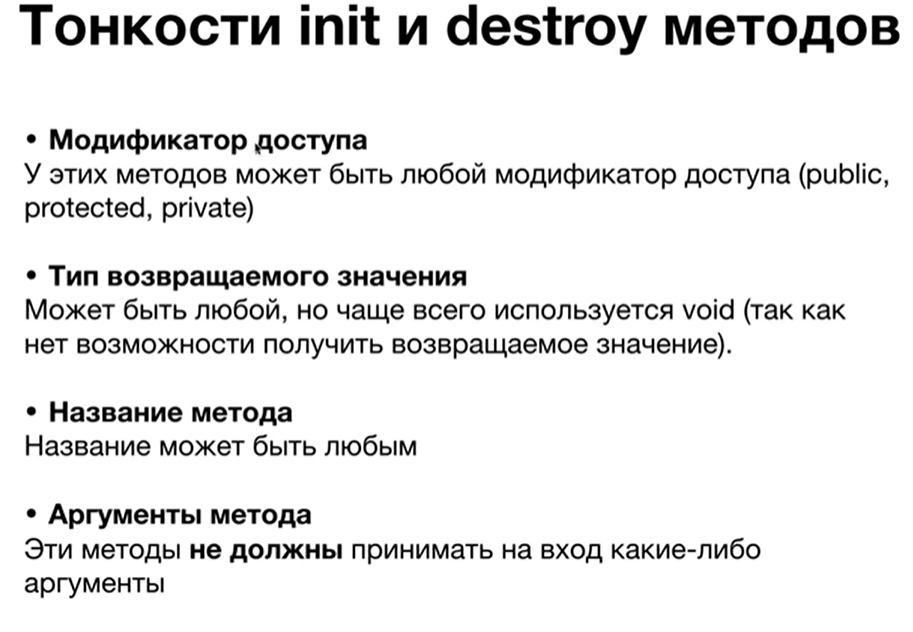 Тонкости init и destroy методов
• Модификатор доступа
У этих методов может быть любой модификатор доступа (public,
protected, private)
• Тип возвращаемого значения
Может быть любой, но чаще всего используется void (так как
нет возможности получить возвращаемое значение).
• Название метода
Название может быть любым
• Аргументы метода
Эти методы не должны принимать на вход какие-либо
аргументы